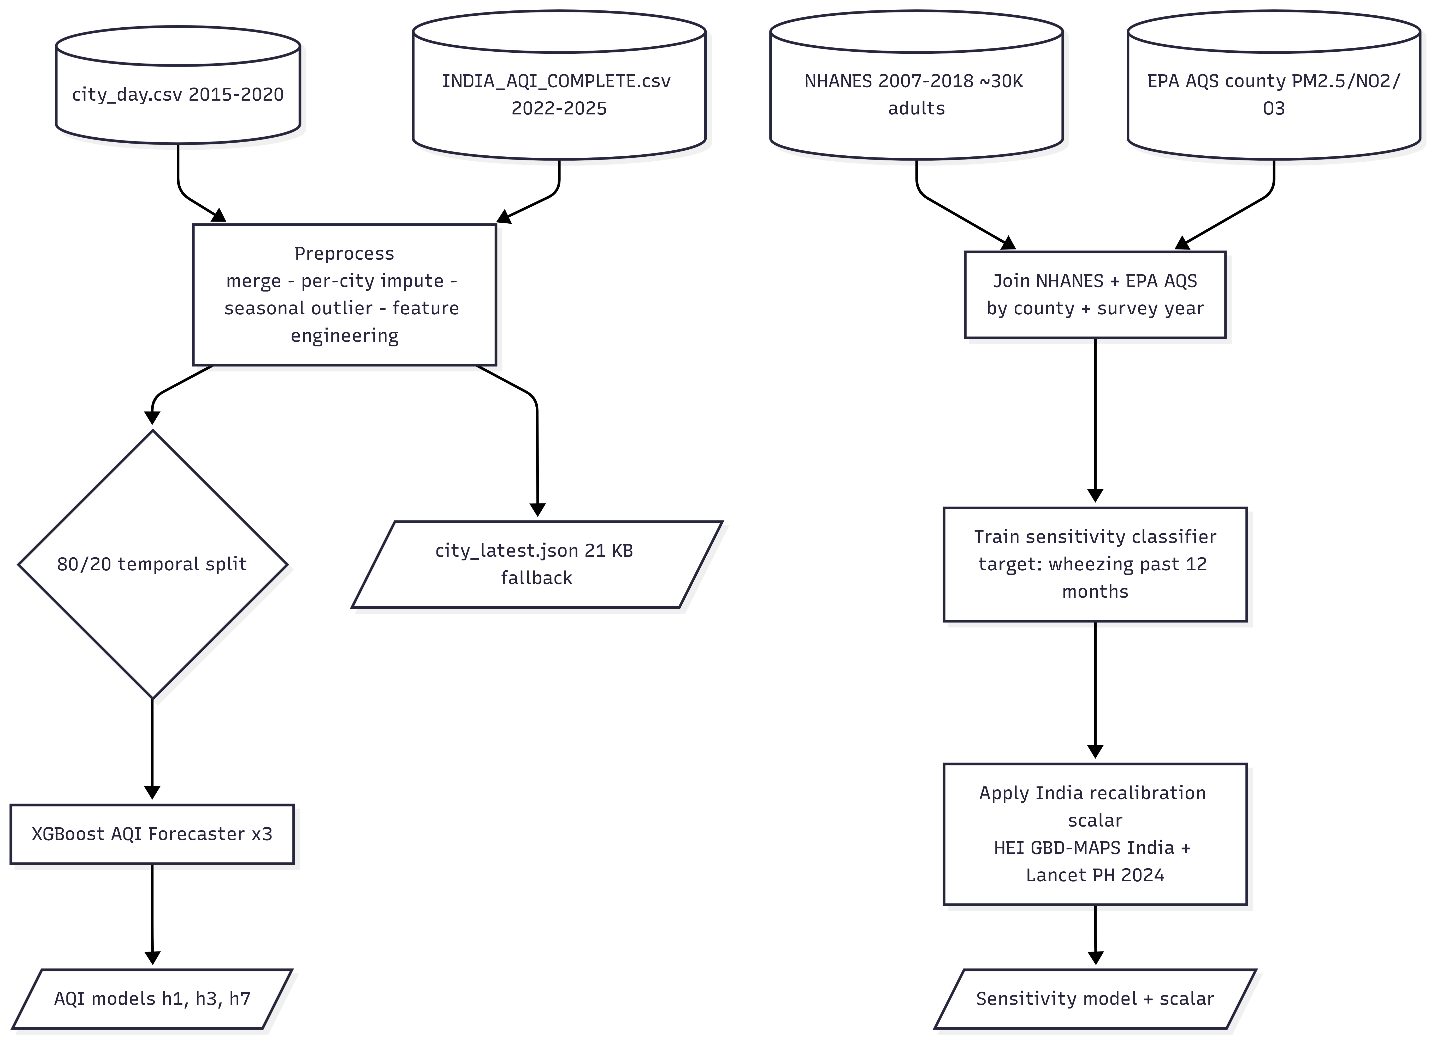 city_day.csv 2015-2020
INDIA_AQI_COMPLETE.csv
2022-2025
NHANES 2007-2018 ~30K
adults
EPA AQS county PM2.5/NO2/
O3
Preprocess
merge - per-city impute -
seasonal outlier - feature
engineering
Join NHANES + EPA AQS
by county + survey year
80/20 temporal split
city_latest.json 21 KB
fallback
Train sensitivity classifier
target: wheezing past 12
months
XGBoost AQI Forecaster x3
Apply India recalibration
scalar
HEI GBD-MAPS India +
Lancet PH 2024
AQI models h1, h3, h7
Sensitivity model + scalar